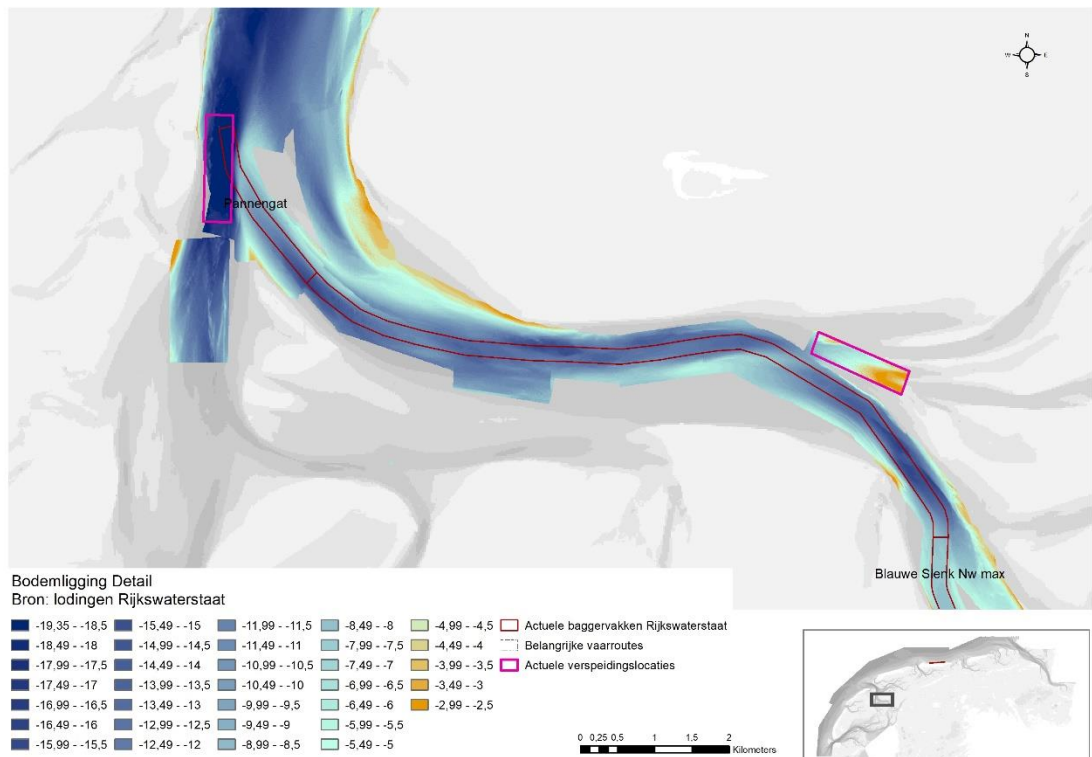 N
W E
S
Pannengat
Blauwe Slenk Nw max
Bodemligging Detail
Bron: lodingen Rijkswaterstaat
-19,35 - -18,5
-18,49 - -18
-17,99 - -17,5
-17,49 - -17
-16,99 - -16,5
-16,49 - -16
-15,99 - -15,5
-15,49 - -15
-14,99 - -14,5
-14,49 - -14
-13,99 - -13,5
-13,49 - -13
-12,99 - -12,5
-12,49 - -12
-11,99 - -11,5
-11,49 - -11
-10,99 - -10,5
-10,49 - -10
-9,99 - -9,5
-9,49 - -9
-8,99 - -8,5
-8,49 - -8
-7,99 - -7,5
-7,49 - -7
-6,99 - -6,5
-6,49 - -6
-5,99 - -5,5
-5,49 - -5
-4,99 - -4,5
-4,49 - -4
-3,99 - -3,5
-3,49 - -3
-2,99 - -2,5
Actuele baggervakken Rijkswaterstaat
Belangrijke vaarroutes
Actuele verspeidingslocaties
0 0,25 0,5 1 1,5 2
Kilometers